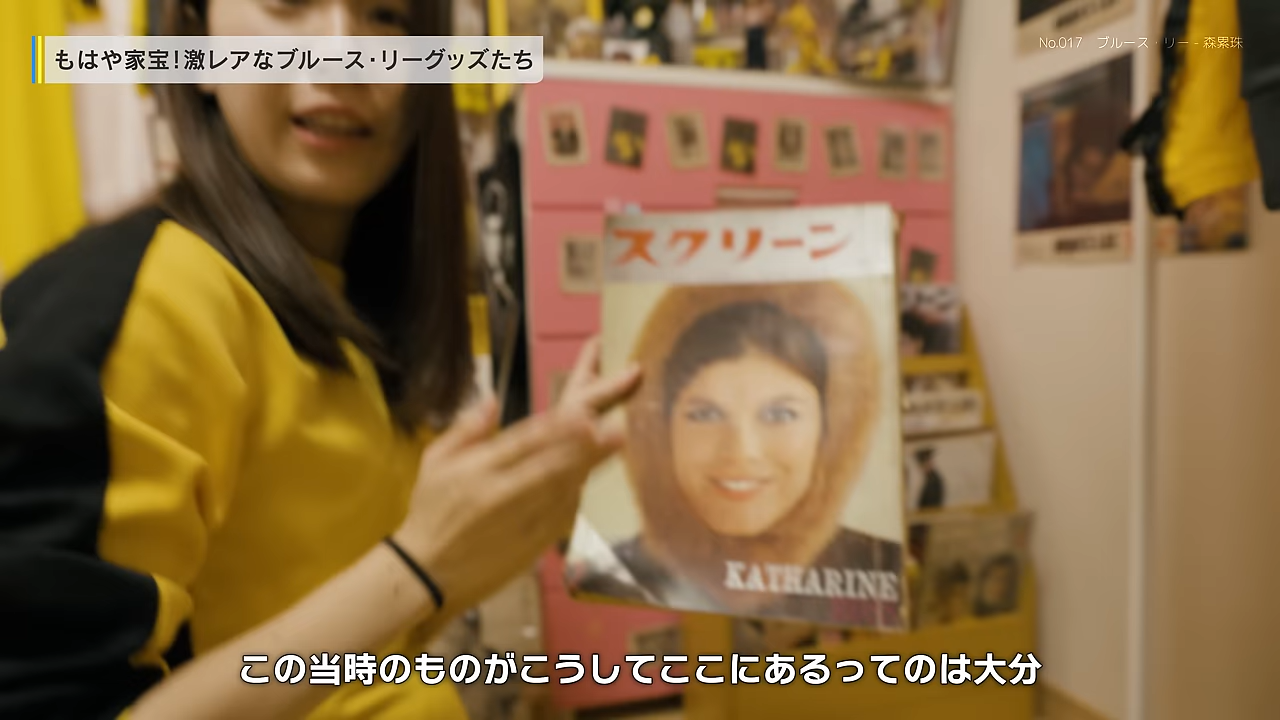 もはや家宝!激レアなブルース・リーグッズたち
No.017 ブルース・リー - 森累珠
スクリーン
KATHARINE
この当時のものがこうしてここにあるってのは大分